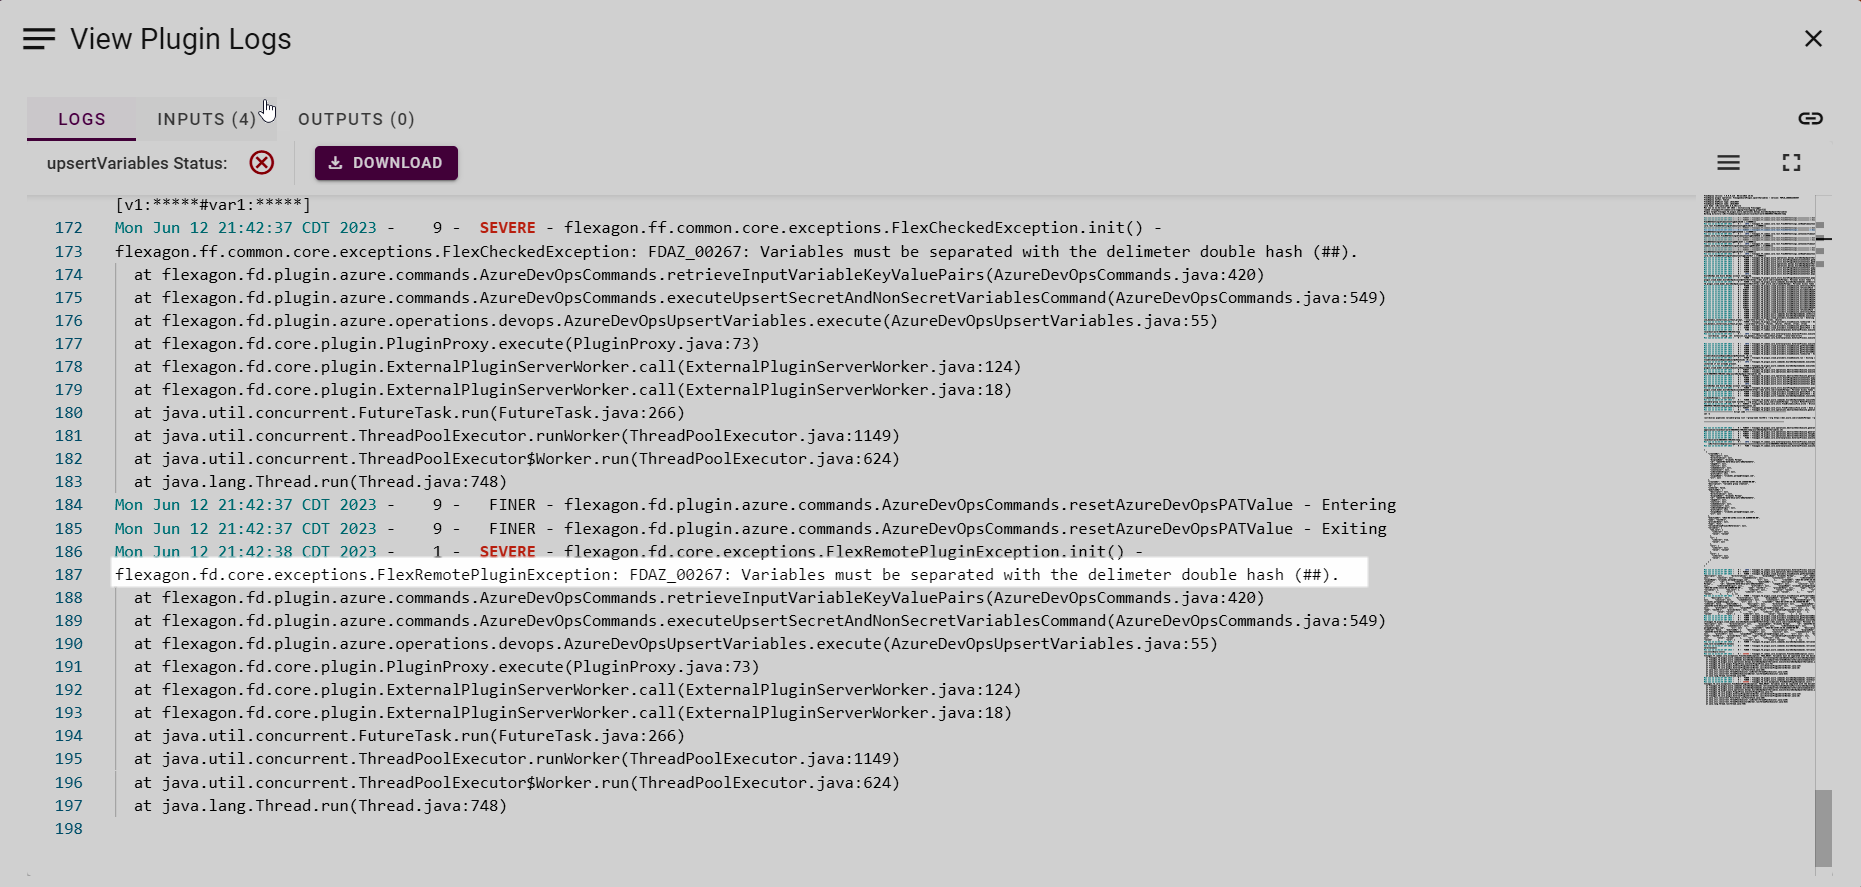 View Plugin Logs
LOGS INPUTS (4) OUTPUTS (0)
upsertVariables Status: DOWNLOAD
[v1:*****#var1:*****]
172 Mon Jun 12 21:42:37 CDT 2023 - 9 - SEVERE - flexagon.ff.common.core.exceptions.FlexCheckedException.init() -
173 flexagon.ff.common.core.exceptions.FlexCheckedException: FDAZ_00267: Variables must be separated with the delimeter double hash (##).
174 at flexagon.fd.plugin.azure.commands.AzureDevOpsCommands.retrieveInputVariableKeyValuePairs(AzureDevOpsCommands.java:420)
175 at flexagon.fd.plugin.azure.commands.AzureDevOpsCommands.executeUpsertSecretAndNonSecretVariablesCommand(AzureDevOpsCommands.java:549)
176 at flexagon.fd.plugin.azure.operations.devops.AzureDevOpsUpsertVariables.execute(AzureDevOpsUpsertVariables.java:55)
177 at flexagon.fd.core.plugin.PluginProxy.execute(PluginProxy.java:73)
178 at flexagon.fd.core.plugin.ExternalPluginServerWorker.call(ExternalPluginServerWorker.java:124)
179 at flexagon.fd.core.plugin.ExternalPluginServerWorker.call(ExternalPluginServerWorker.java:18)
180 at java.util.concurrent.FutureTask.run(FutureTask.java:266)
181 at java.util.concurrent.ThreadPoolExecutor.runWorker(ThreadPoolExecutor.java:1149)
182 at java.util.concurrent.ThreadPoolExecutor$Worker.run(ThreadPoolExecutor.java:624)
183 at java.lang.Thread.run(Thread.java:748)
184 Mon Jun 12 21:42:37 CDT 2023 - 9 - FINER - flexagon.fd.plugin.azure.commands.AzureDevOpsCommands.resetAzureDevOpsPATValue - Entering
185 Mon Jun 12 21:42:37 CDT 2023 - 9 - FINER - flexagon.fd.plugin.azure.commands.AzureDevOpsCommands.resetAzureDevOpsPATValue - Exiting
186 Mon Jun 12 21:42:38 CDT 2023 - 1 - SEVERE - flexagon.fd.core.exceptions.FlexRemotePluginException.init() -
187 flexagon.fd.core.exceptions.FlexRemotePluginException: FDAZ_00267: Variables must be separated with the delimeter double hash (##).
188 at flexagon.fd.plugin.azure.commands.AzureDevOpsCommands.retrieveInputVariableKeyValuePairs(AzureDevOpsCommands.java:420)
189 at flexagon.fd.plugin.azure.commands.AzureDevOpsCommands.executeUpsertSecretAndNonSecretVariablesCommand(AzureDevOpsCommands.java:549)
190 at flexagon.fd.plugin.azure.operations.devops.AzureDevOpsUpsertVariables.execute(AzureDevOpsUpsertVariables.java:55)
191 at flexagon.fd.core.plugin.PluginProxy.execute(PluginProxy.java:73)
192 at flexagon.fd.core.plugin.ExternalPluginServerWorker.call(ExternalPluginServerWorker.java:124)
193 at flexagon.fd.core.plugin.ExternalPluginServerWorker.call(ExternalPluginServerWorker.java:18)
194 at java.util.concurrent.FutureTask.run(FutureTask.java:266)
195 at java.util.concurrent.ThreadPoolExecutor.runWorker(ThreadPoolExecutor.java:1149)
196 at java.util.concurrent.ThreadPoolExecutor$Worker.run(ThreadPoolExecutor.java:624)
197 at java.lang.Thread.run(Thread.java:748)
198